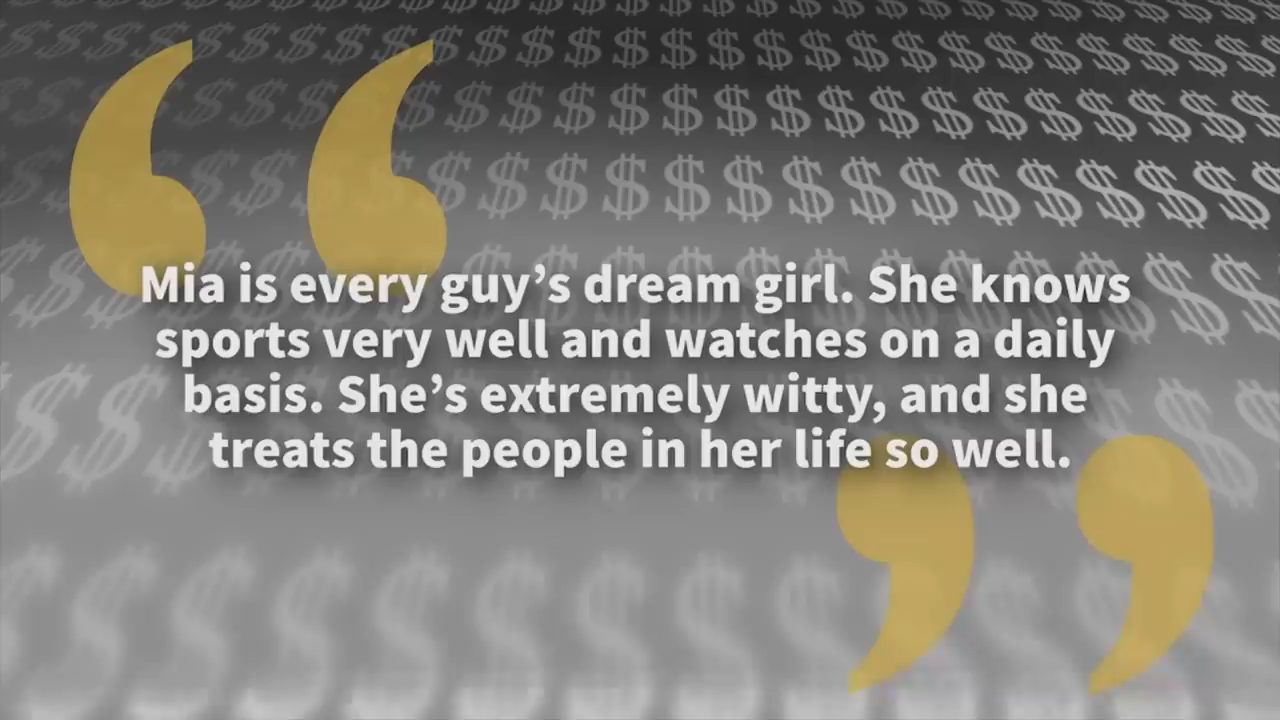 Mia is every guy’s dream girl. She knows
sports very well and watches on a daily
basis. She’s extremely witty, and she
treats the people in her life so well.